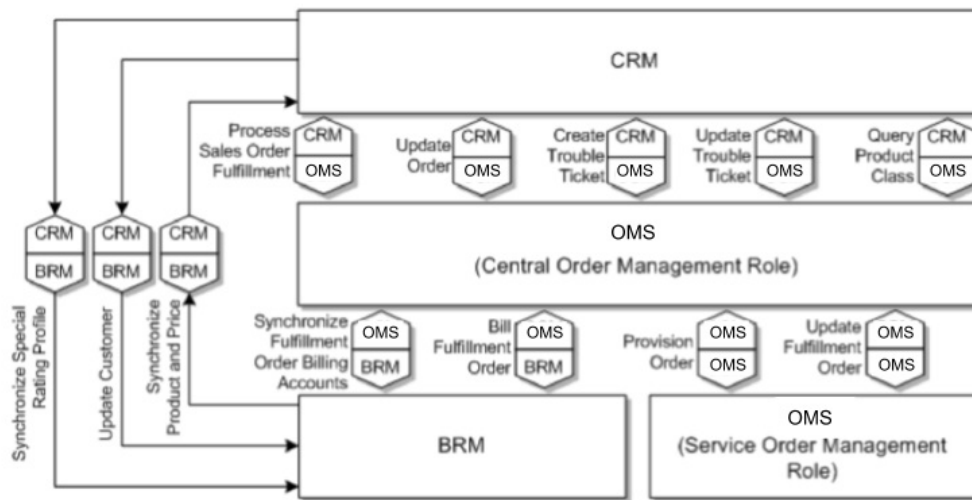 CRM
Process
Sales Order
Fulfillment
CRM
OMS
Update
Order
CRM
OMS
Create
Trouble
Ticket
CRM
OMS
Update
Trouble
Ticket
CRM
OMS
Query
Product
Class
CRM
OMS
CRM
BRM
CRM
BRM
CRM
BRM
Synchronize Special
Rating Profile
Update Customer
Synchronize
Product and Price
OMS
(Central Order Management Role)
Synchronize
Fulfillment
Order Billing
Accounts
OMS
BRM
Bill
Fulfillment
Order
OMS
BRM
Provision
Order
OMS
OMS
Update
Fulfillment
Order
OMS
OMS
BRM
OMS
(Service Order Management
Role)